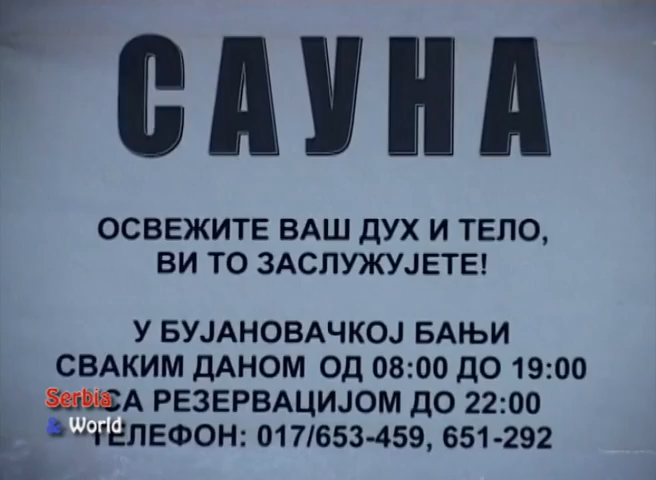 САУНА
ОСВЕЖИТЕ ВАШ ДУХ И ТЕЛО,
ВИ ТО ЗАСЛУЖУЈЕТЕ!
У БУЈАНОВАЧКОЈ БАЊИ
СВАКИМ ДАНОМ ОД 08:00 ДО 19:00
СА РЕЗЕРВАЦИЈОМ ДО 22:00
ТЕЛЕФОН: 017/653-459, 651-292
Serbia
& World